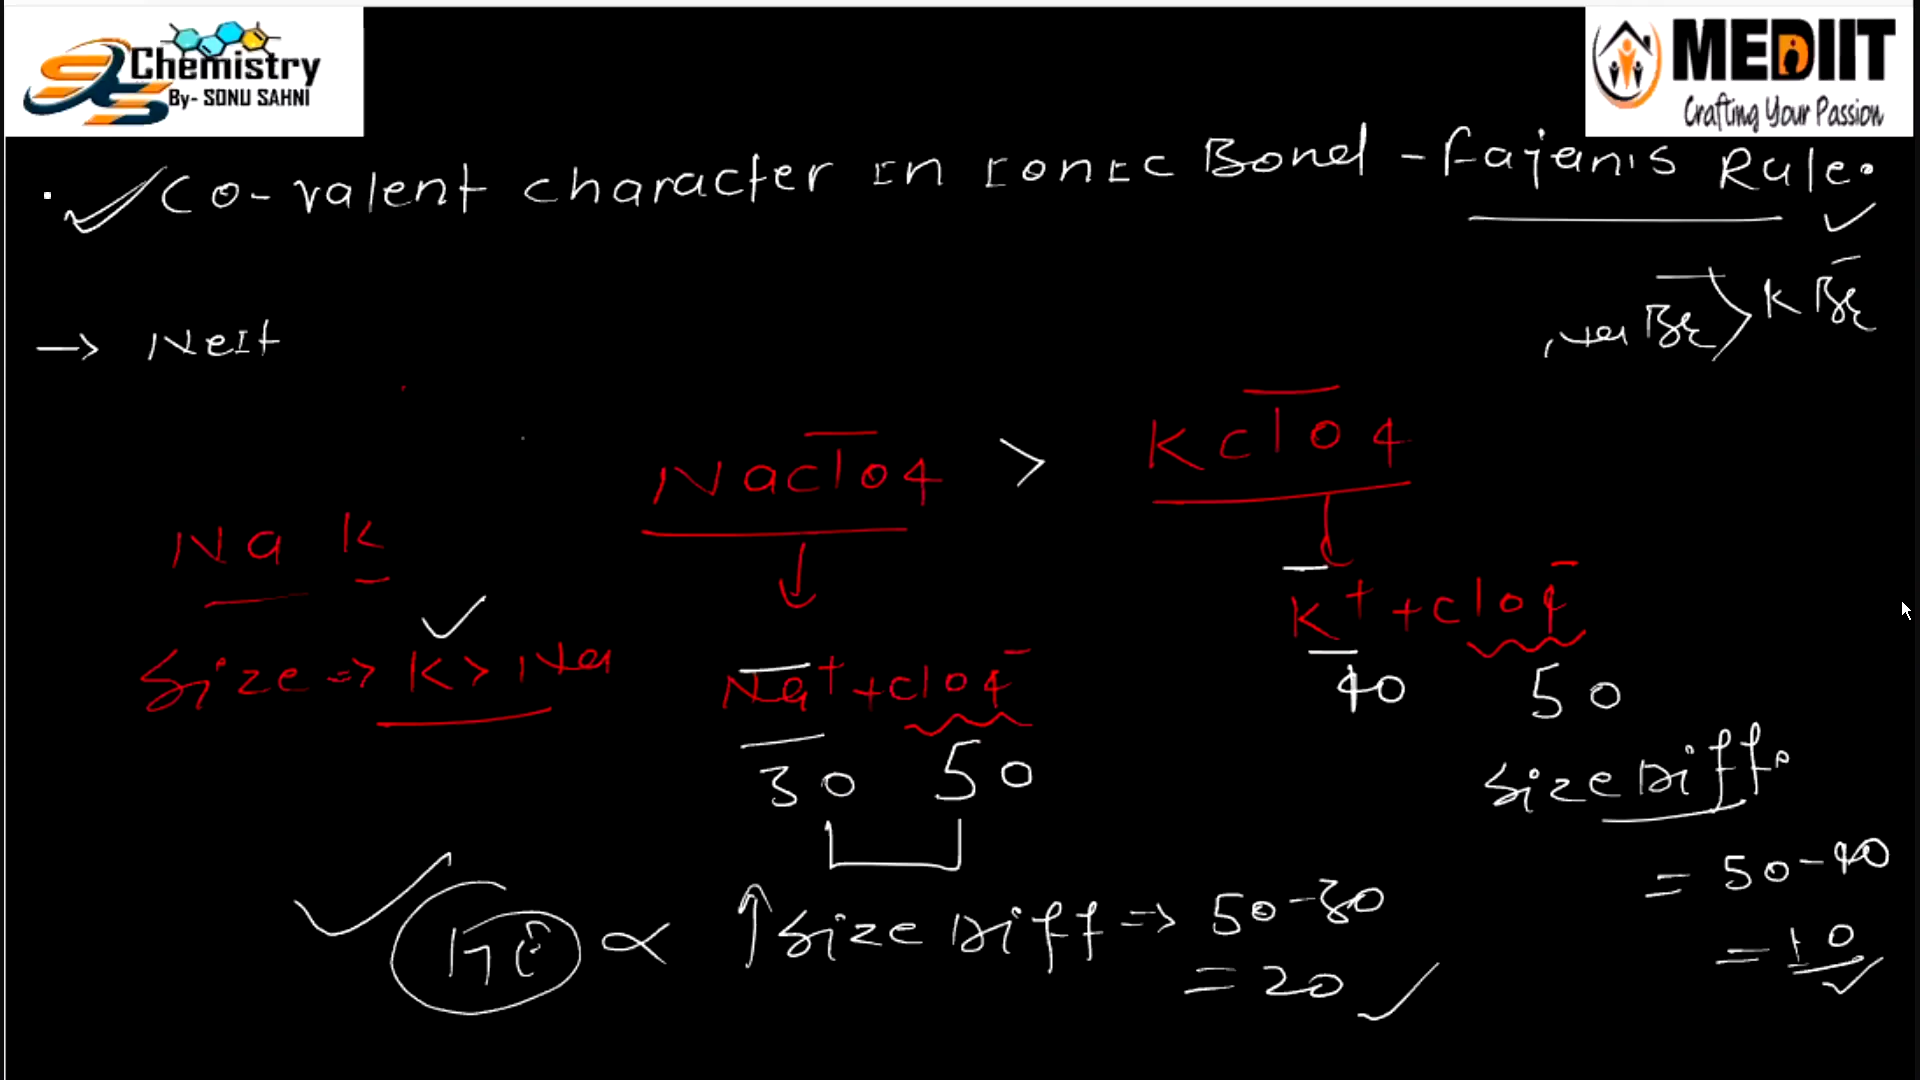 Chemistry
By- SONU SAHNI
MEDIIT
Crafting Your Passion
Co-valent character In Ionic Bond - Fajan's Rule.
NaBr > KBr
→ Next
NaClO4 > KClO4
Na K
K+ + ClO4-
Size ⇒ K > Na
Na+ + ClO4-
40 50
30 50
Size Diff.
= 50-40
= 10
∝ ↑ Size Diff ⇒ 50-30
= 20